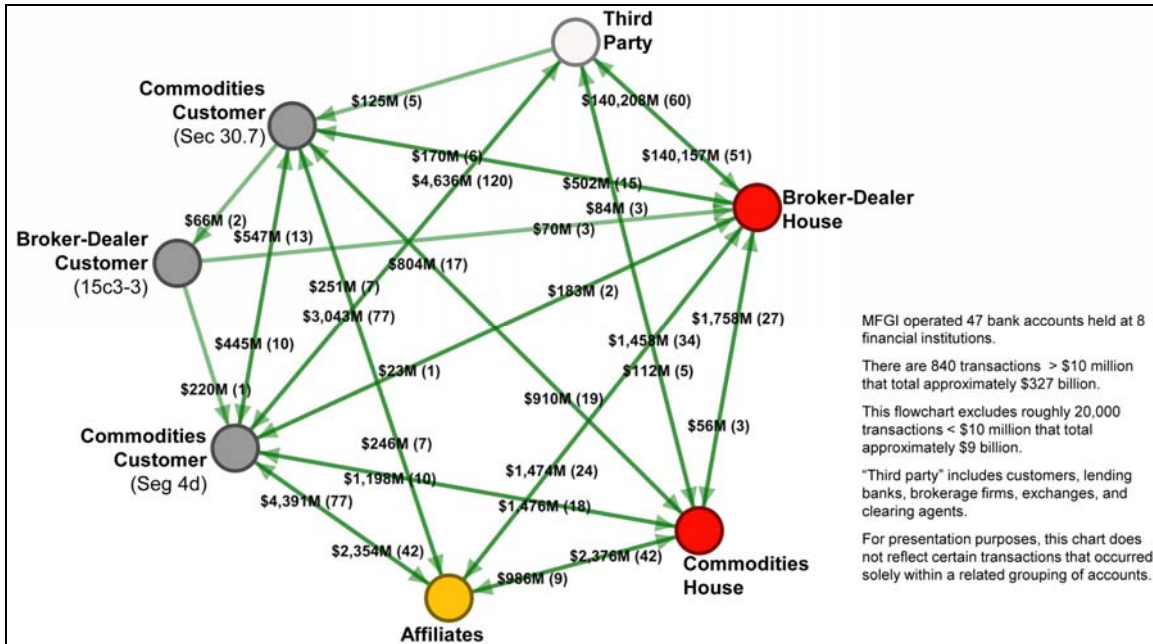 Third
Party
Commodities
Customer
(Sec 30.7)
$125M (5)
$140,208M (60)
$170M (6)
$140,157M (51)
$4,636M (120)
$502M (15)
Broker-Dealer
House
$84M (3)
$66M (2)
$70M (3)
$547M (13)
Broker-Dealer
Customer
(15c3-3)
$804M (17)
$251M (7)
$183M (2)
$3,043M (77)
$1,758M (27)
$445M (10)
$1,458M (34)
$23M (1)
$112M (5)
$220M (1)
$910M (19)
$56M (3)
Commodities
Customer
(Seg 4d)
$246M (7)
$1,474M (24)
$1,198M (10)
$4,391M (77)
$1,476M (18)
$2,354M (42)
$2,376M (42)
Commodities
House
$986M (9)
Affiliates
MFGI operated 47 bank accounts held at 8
financial institutions.
There are 840 transactions > $10 million
that total approximately $327 billion.
This flowchart excludes roughly 20,000
transactions < $10 million that total
approximately $9 billion.
“Third party” includes customers, lending
banks, brokerage firms, exchanges, and
clearing agents.
For presentation purposes, this chart does
not reflect certain transactions that occurred
solely within a related grouping of accounts.